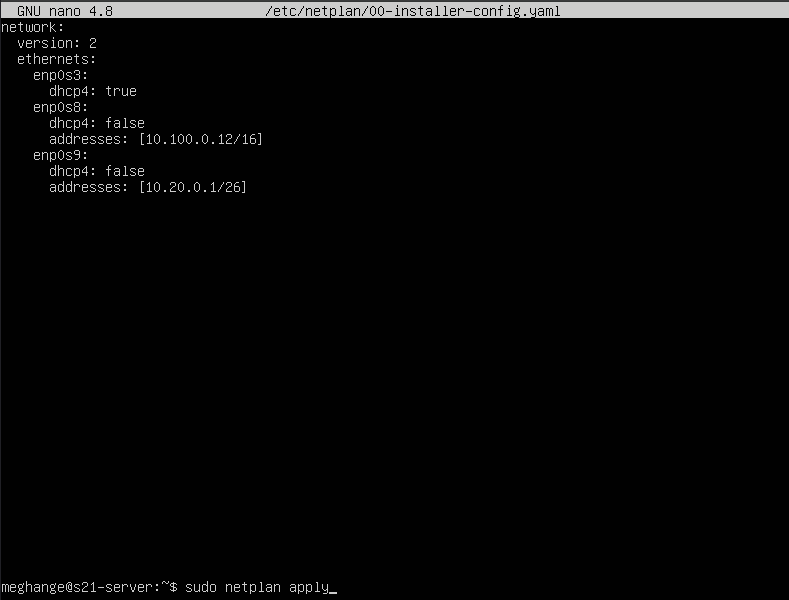 GNU nano 4.8 /etc/netplan/00-installer-config.yaml
network:
  version: 2
  ethernets:
    enp0s3:
      dhcp4: true
    enp0s8:
      dhcp4: false
      addresses: [10.100.0.12/16]
    enp0s9:
      dhcp4: false
      addresses: [10.20.0.1/26]
meghange@s21-server:~$ sudo netplan apply_